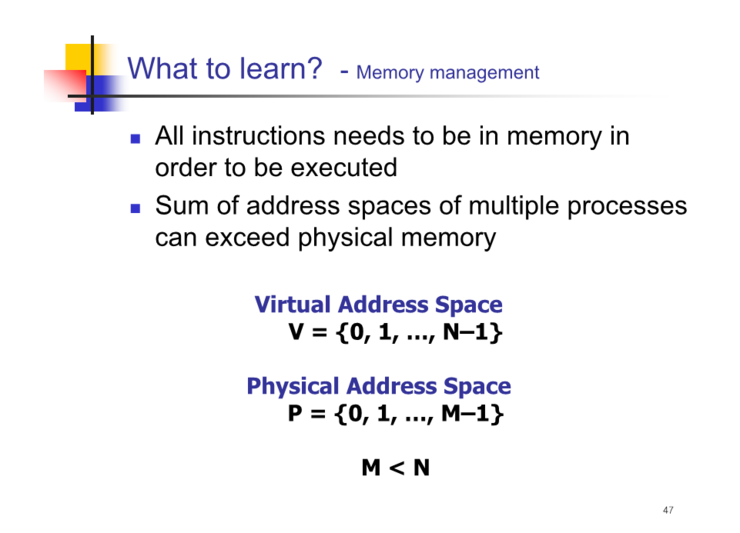 What to learn? - Memory management
All instructions needs to be in memory in
order to be executed
Sum of address spaces of multiple processes
can exceed physical memory
Virtual Address Space
V = {0, 1, …, N–1}
Physical Address Space
P = {0, 1, …, M–1}
M < N
47